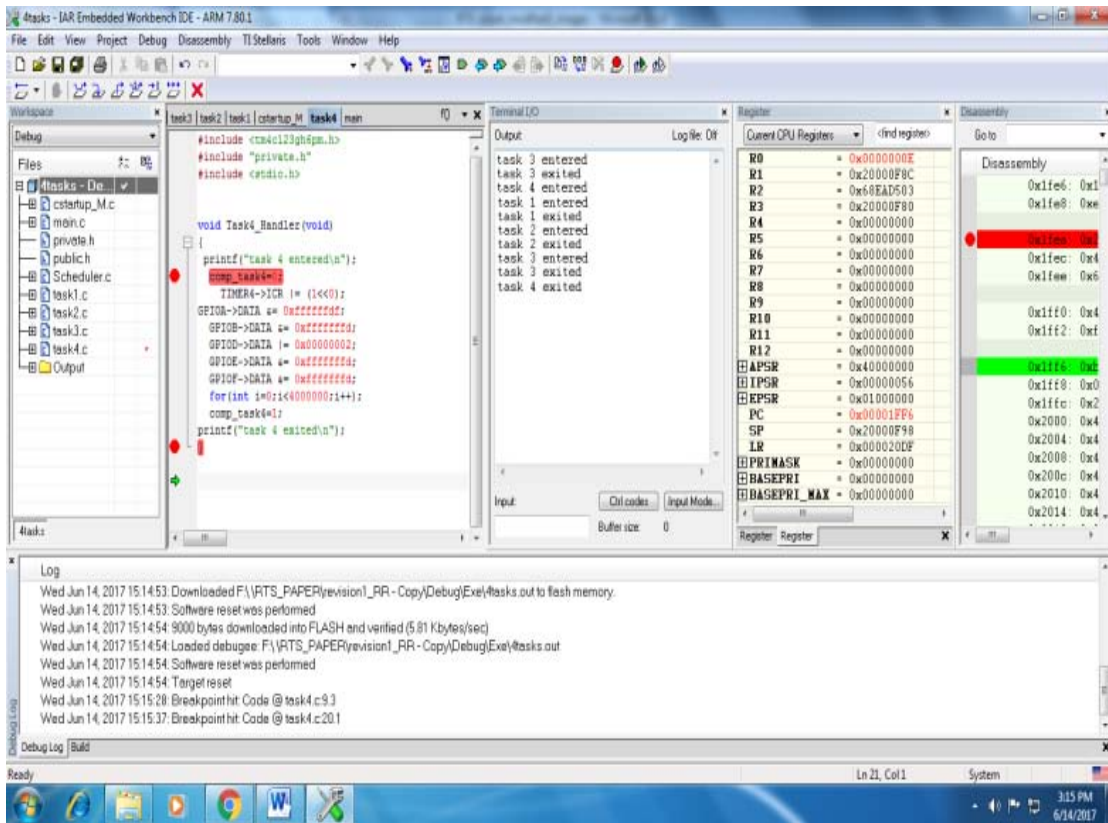 4tasks - IAR Embedded Workbench IDE - ARM 7.80.1
File Edit View Project Debug Disassembly TI Stellaris Tools Window Help
Workspace
Debug
Files
4tasks - De...
cstartup_M.c
main.c
private.h
public.h
Scheduler.c
task1.c
task2.c
task3.c
task4.c
Output
4tasks
task3 task2 task1 cstartup_M task4 main
f()
#include <tm4c123gh6pm.h>
#include "private.h"
#include <stdio.h>
void Task4_Handler(void)
{
printf("task 4 entered\n");
comp_task4=0;
TIMER4->ICR |= (1<<0);
GPIOA->DATA &= 0xffffffdf;
GPIOB->DATA &= 0xfffffffd;
GPIOD->DATA |= 0x00000002;
GPIOE->DATA &= 0xfffffffd;
GPIOF->DATA &= 0xfffffffd;
for(int i=0;i<4000000;i++);
comp_task4=1;
printf("task 4 exited\n");
}
Terminal I/O
Output: Log file: Off
task 3 entered
task 3 exited
task 4 entered
task 1 entered
task 1 exited
task 2 entered
task 2 exited
task 3 entered
task 3 exited
task 4 exited
Input: Ctrl codes Input Mode...
Buffer size: 0
Register
Current CPU Registers <find register>
R0 = 0x0000000E
R1 = 0x20000F8C
R2 = 0x68EAD503
R3 = 0x20000F80
R4 = 0x00000000
R5 = 0x00000000
R6 = 0x00000000
R7 = 0x00000000
R8 = 0x00000000
R9 = 0x00000000
R10 = 0x00000000
R11 = 0x00000000
R12 = 0x00000000
APSR = 0x40000000
IPSR = 0x00000056
EPSR = 0x01000000
PC = 0x00001FF6
SP = 0x20000F98
LR = 0x000020DF
PRIMASK = 0x00000000
BASEPRI = 0x00000000
BASEPRI_MAX = 0x00000000
Register Register
Disassembly
Go to
Disassembly
0x1fe6: 0x1
0x1fe8: 0xe
0x1fec: 0x4
0x1fee: 0x6
0x1ff0: 0x4
0x1ff2: 0xf
0x1ff6: 0xb
0x1ff8: 0x0
0x1ffc: 0x2
0x2000: 0x4
0x2004: 0x4
0x2008: 0x4
0x200c: 0x4
0x2010: 0x4
0x2014: 0x4
Log
Wed Jun 14, 2017 15:14:53: Downloaded F:\\RTS_PAPER\revision1_RR - Copy\Debug\Exe\4tasks.out to flash memory.
Wed Jun 14, 2017 15:14:53: Software reset was performed
Wed Jun 14, 2017 15:14:54: 9000 bytes downloaded into FLASH and verified (5.81 Kbytes/sec)
Wed Jun 14, 2017 15:14:54: Loaded debugee: F:\\RTS_PAPER\revision1_RR - Copy\Debug\Exe\4tasks.out
Wed Jun 14, 2017 15:14:54: Software reset was performed
Wed Jun 14, 2017 15:14:54: Target reset
Wed Jun 14, 2017 15:15:28: Breakpoint hit: Code @ task4.c:9.3
Wed Jun 14, 2017 15:15:37: Breakpoint hit: Code @ task4.c:20.1
Debug Log
Debug Log Build
Ready
Ln 21, Col 1
System
3:15 PM
6/14/2017